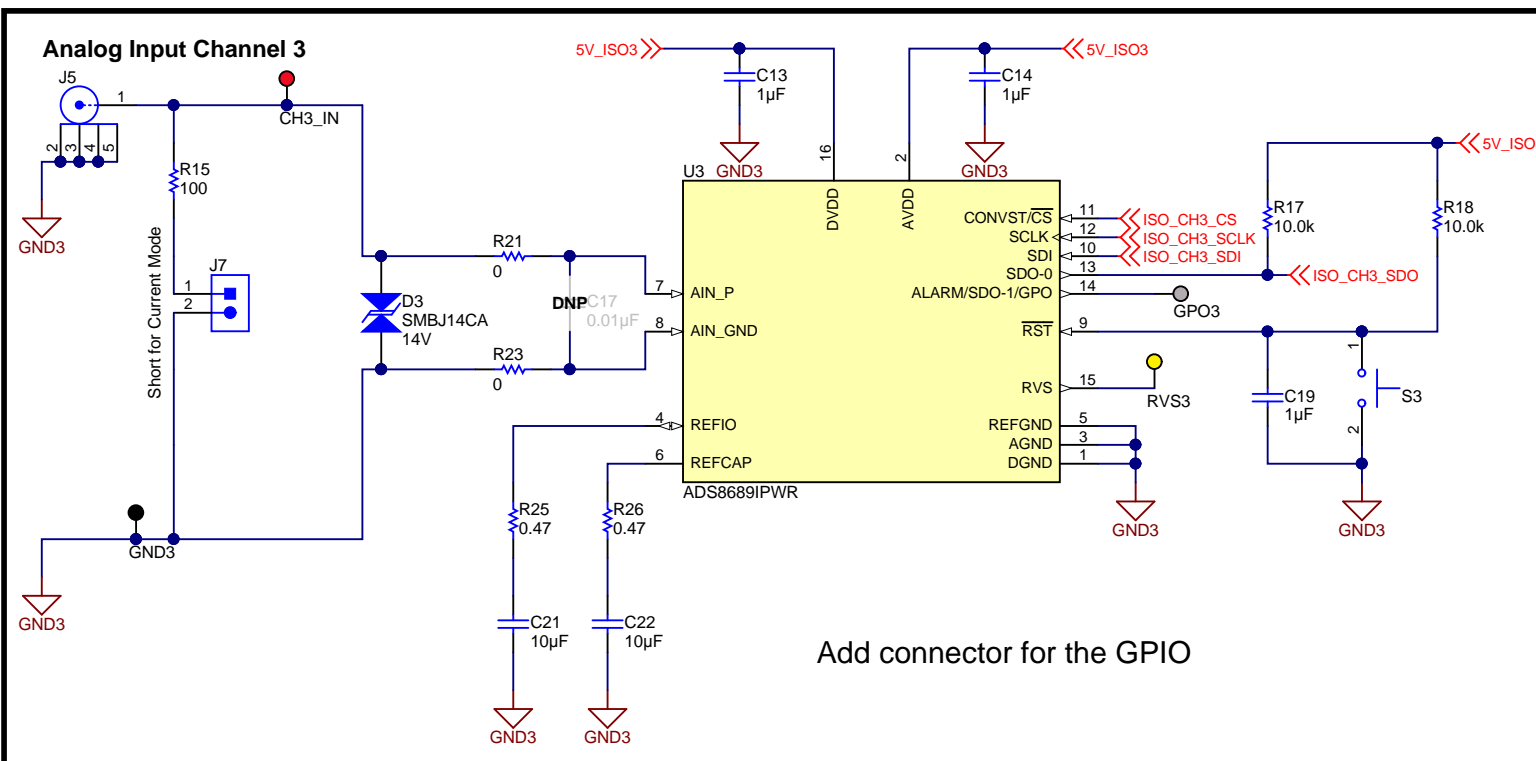 Analog Input Channel 3
J5
1
2
3
4
5
GND3
CH3_IN
R15
100
J7
1
2
Short for Current Mode
GND3
GND3
D3
SMBJ14CA
14V
R21
0
R23
0
DNP
C17
0.01µF
5V_ISO3
C13
1µF
GND3
5V_ISO3
C14
1µF
GND3
U3
16
DVDD
2
AVDD
7
AIN_P
8
AIN_GND
4
REFIO
6
REFCAP
ADS8689IPWR
CONVST/CS
11
ISO_CH3_CS
SCLK
12
ISO_CH3_SCLK
SDI
10
ISO_CH3_SDI
SDO-0
13
ISO_CH3_SDO
ALARM/SDO-1/GPO
14
GPO3
RST
9
RVS
15
RVS3
REFGND
5
AGND
3
DGND
1
GND3
R17
10.0k
R18
10.0k
5V_ISO
C19
1µF
1
2
S3
GND3
R25
0.47
R26
0.47
C21
10µF
C22
10µF
GND3
GND3
Add connector for the GPIO